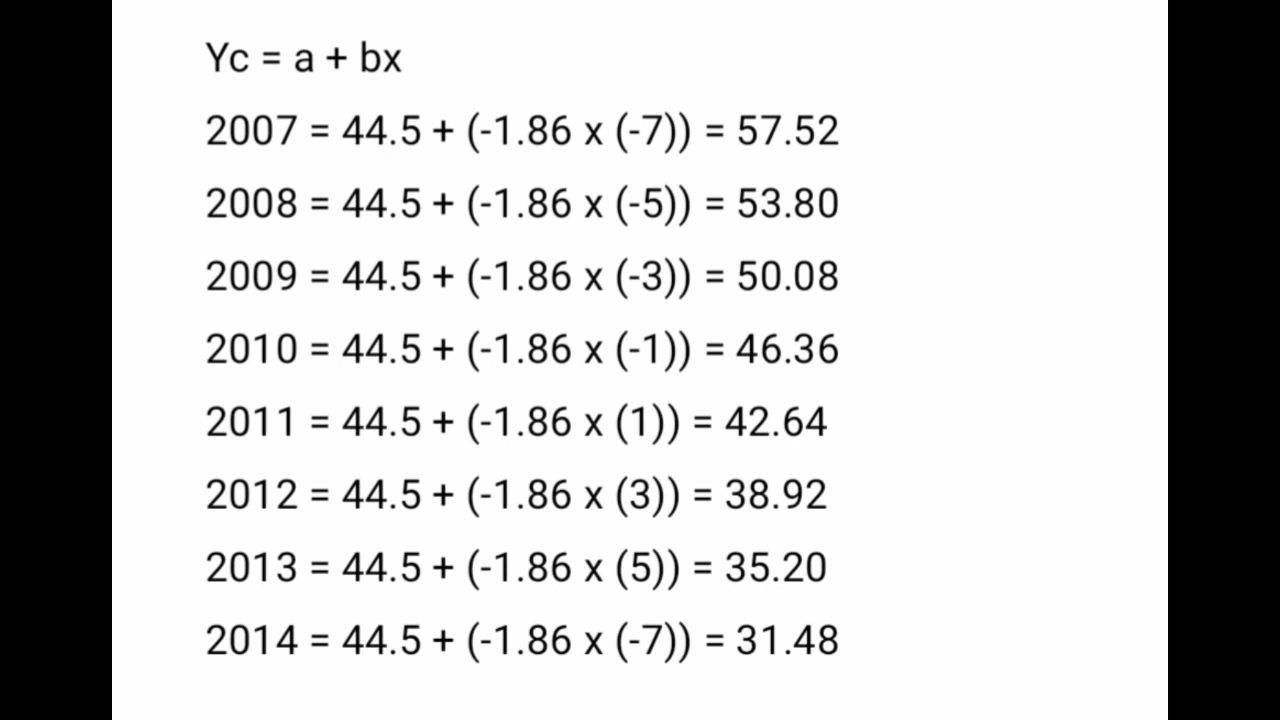 Yc = a + bx
2007 = 44.5 + (-1.86 x (-7)) = 57.52
2008 = 44.5 + (-1.86 x (-5)) = 53.80
2009 = 44.5 + (-1.86 x (-3)) = 50.08
2010 = 44.5 + (-1.86 x (-1)) = 46.36
2011 = 44.5 + (-1.86 x (1)) = 42.64
2012 = 44.5 + (-1.86 x (3)) = 38.92
2013 = 44.5 + (-1.86 x (5)) = 35.20
2014 = 44.5 + (-1.86 x (-7)) = 31.48